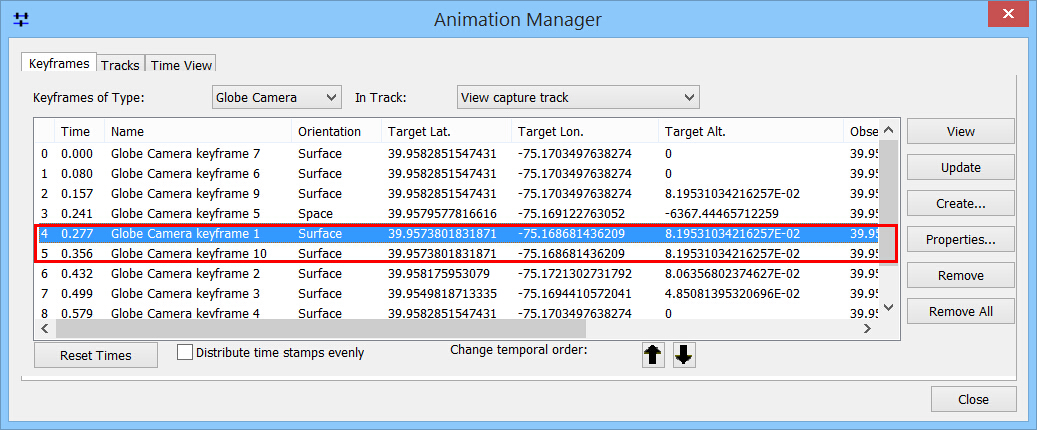 Animation Manager
Keyframes Tracks Time View
Keyframes of Type: Globe Camera In Track: View capture track
Time Name Orientation Target Lat. Target Lon. Target Alt. Obse
0 0.000 Globe Camera keyframe 7 Surface 39.9582851547431 -75.1703497638274 0 39.95
1 0.080 Globe Camera keyframe 6 Surface 39.9582851547431 -75.1703497638274 0 39.95
2 0.157 Globe Camera keyframe 9 Surface 39.9582851547431 -75.1703497638274 8.19531034216257E-02 39.95
3 0.241 Globe Camera keyframe 5 Space 39.9579577816616 -75.169122763052 -6367.44465712259 39.95
4 0.277 Globe Camera keyframe 1 Surface 39.9573801831871 -75.168681436209 8.19531034216257E-02 39.95
5 0.356 Globe Camera keyframe 10 Surface 39.9573801831871 -75.168681436209 8.19531034216257E-02 39.95
6 0.432 Globe Camera keyframe 2 Surface 39.958175953079 -75.1721302731792 8.06356802374627E-02 39.95
7 0.499 Globe Camera keyframe 3 Surface 39.9549818713335 -75.1694410572041 4.85081395320696E-02 39.95
8 0.579 Globe Camera keyframe 4 Surface 39.9582851547431 -75.1703497638274 0 39.95
View
Update
Create...
Properties...
Remove
Remove All
Reset Times Distribute time stamps evenly Change temporal order:
Close